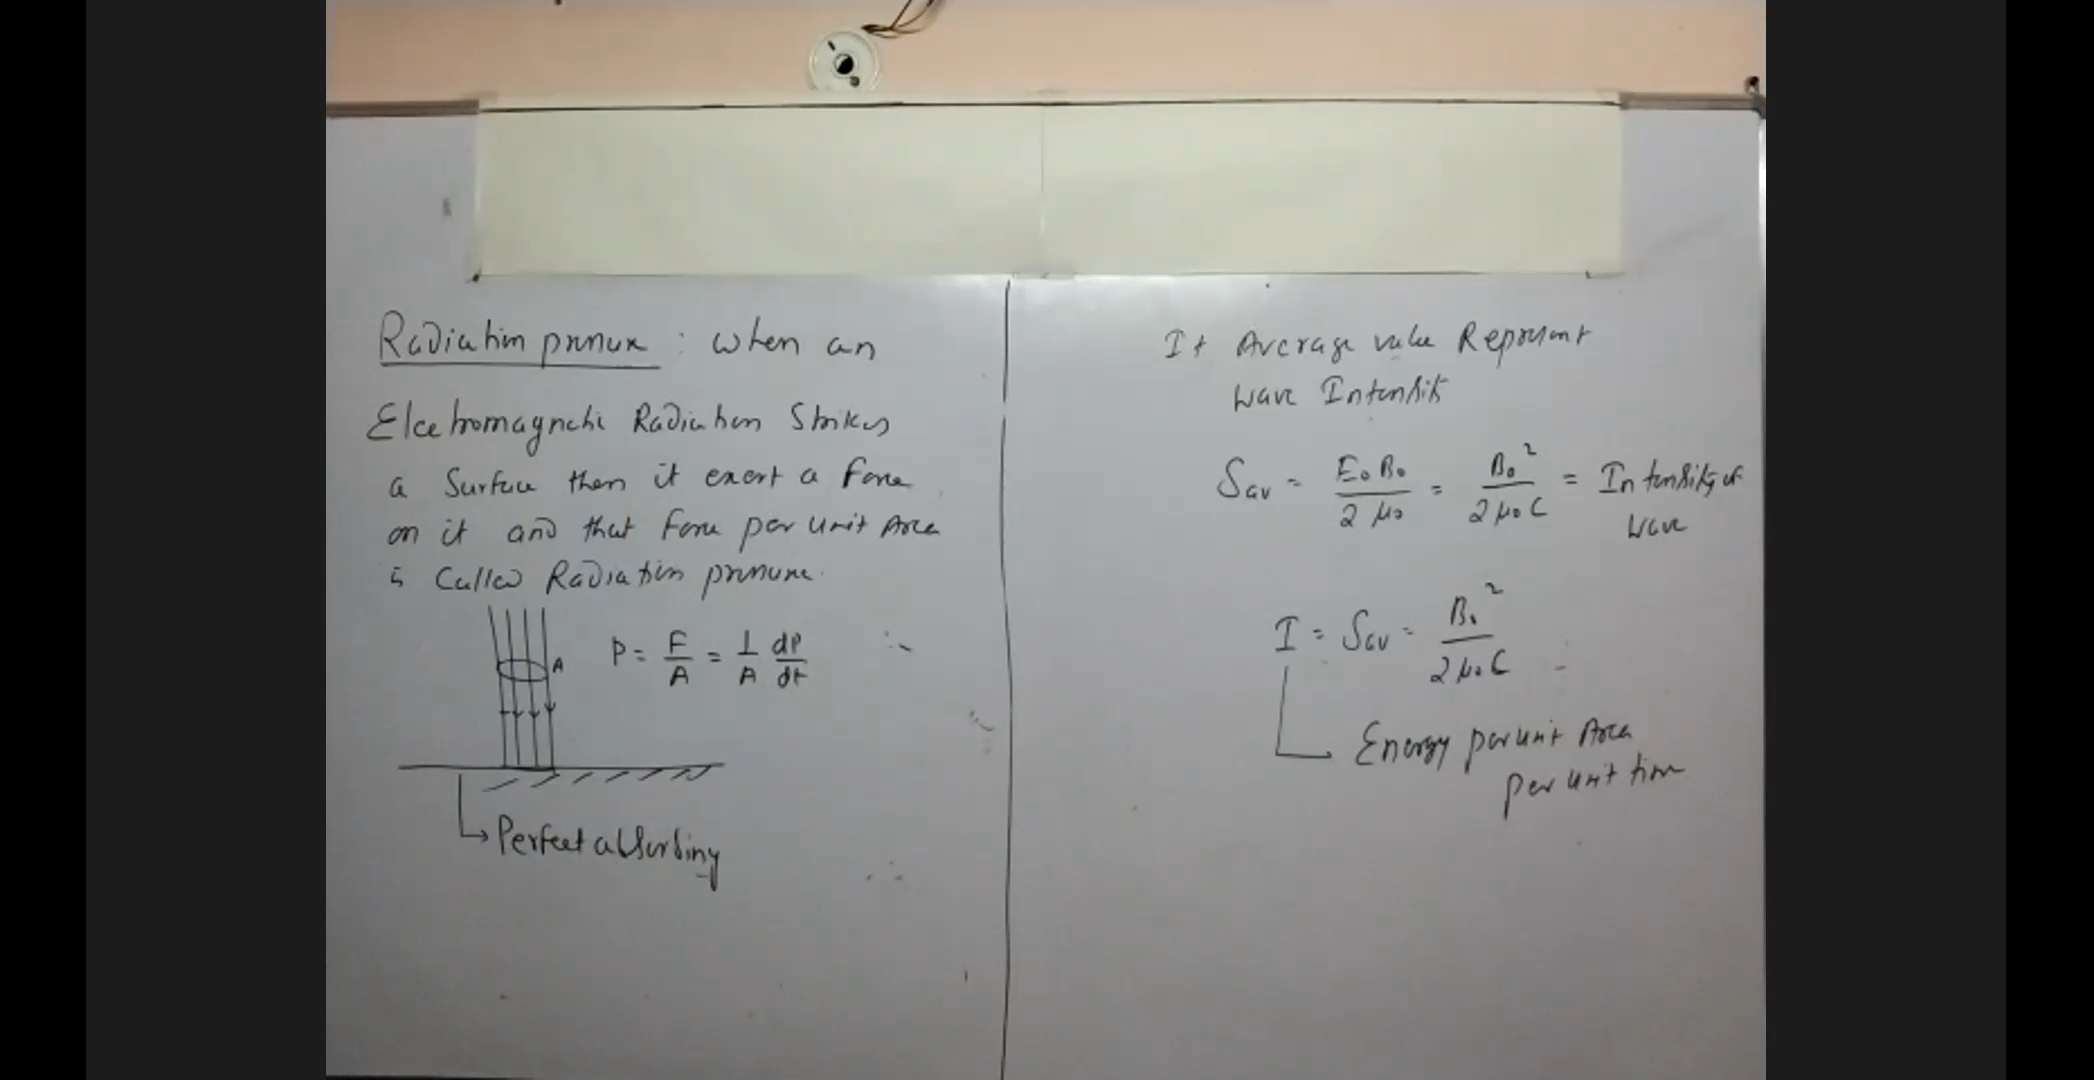 Radiation pressure : when an
Electromagnetic Radiation Strikes
a Surface then it exert a force
on it and that force per unit Area
is Called Radiation pressure.
A
P = F/A = 1/A dP/dt
Perfect absorbing
It Average value Represent
wave Intensity
Sav = E₀B₀/2μ₀ = B₀²/2μ₀C = Intensity of
wave
I = Sav = B₀²/2μ₀C
Energy per unit Area
per unit time